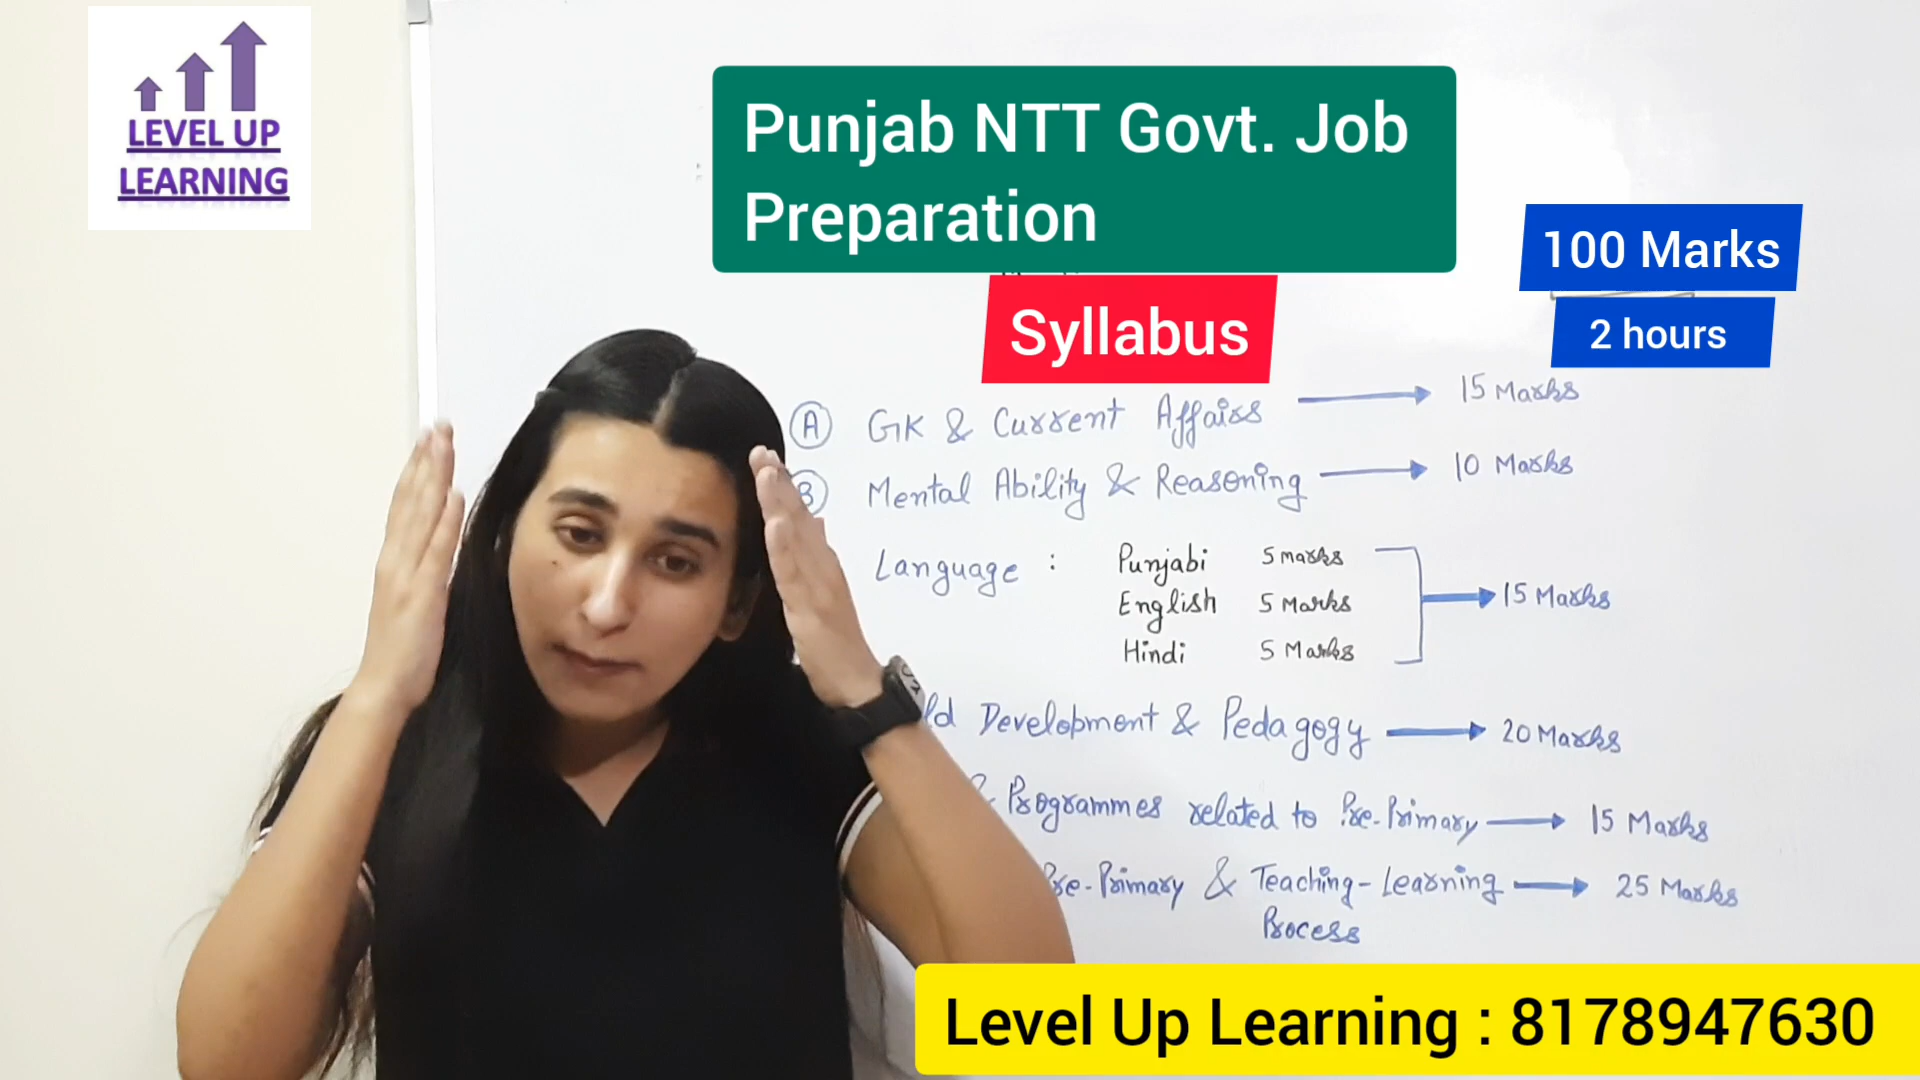 LEVEL UP
LEARNING
Punjab NTT Govt. Job
Preparation
100 Marks
2 hours
Syllabus
A GK & Current Affairs → 15 Marks
B Mental Ability & Reasoning → 10 Marks
Language : Punjabi 5 Marks
English 5 Marks → 15 Marks
Hindi 5 Marks
Development & Pedagogy → 20 Marks
& Programmes related to Pre-Primary → 15 Marks
Pre-Primary & Teaching-Learning → 25 Marks
Process
Level Up Learning : 8178947630